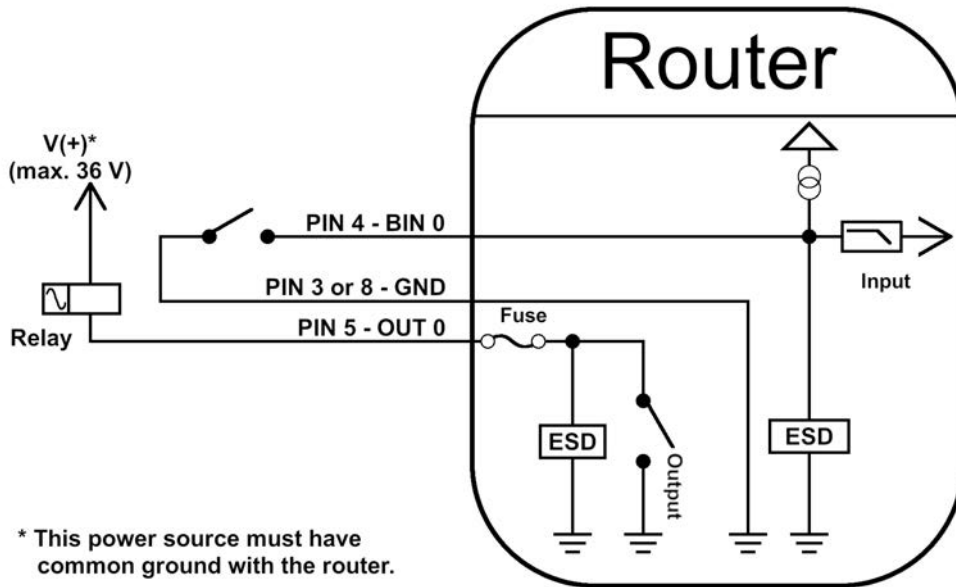 Router
V(+)*
(max. 36 V)
PIN 4 - BIN 0
Input
PIN 3 or 8 - GND
Relay
PIN 5 - OUT 0
Fuse
ESD
Output
ESD
* This power source must have
common ground with the router.